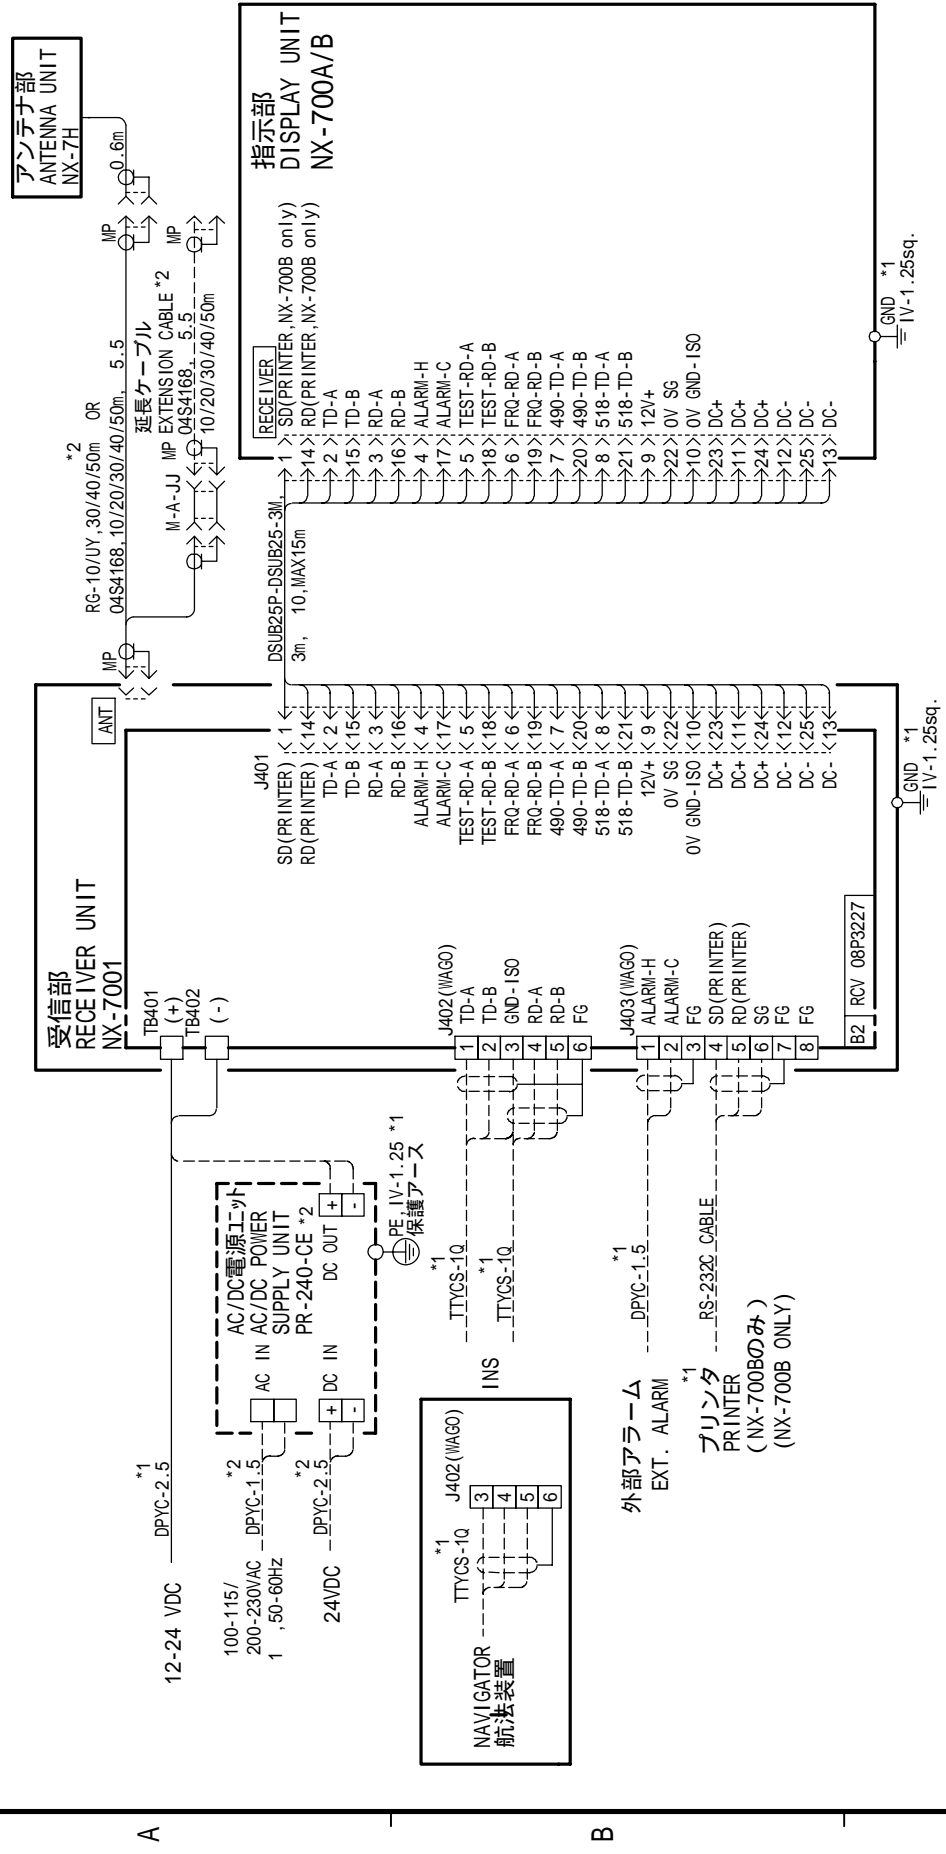 アンテナ部
ANTENNA UNIT
NX-7H
0.6m
MP
*2
RG-10/UY,30/40/50m OR
04S4168,10/20/30/40/50m, 5.5
延長ケーブル
EXTENSION CABLE *2
04S4168, 5.5
10/20/30/40/50m
MP
MP
M-A-JJ
MP
ANT
指示部
DISPLAY UNIT
NX-700A/B
RECEIVER
1 SD(PRINTER,NX-700B only)
14 RD(PRINTER,NX-700B only)
2 TD-A
15 TD-B
3 RD-A
16 RD-B
4 ALARM-H
17 ALARM-C
5 TEST-RD-A
18 TEST-RD-B
6 FRQ-RD-A
19 FRQ-RD-B
7 490-TD-A
20 490-TD-B
8 518-TD-A
21 518-TD-B
9 12V+
22 0V SG
10 0V GND-ISO
23 DC+
11 DC+
24 DC+
12 DC-
25 DC-
13 DC-
GND *1
IV-1.25sq.
DSUB25P-DSUB25-3M,
3m, 10,MAX15m
受信部
RECEIVER UNIT
NX-7001
J401
SD(PRINTER) 1
RD(PRINTER) 14
TD-A 2
TD-B 15
RD-A 3
RD-B 16
ALARM-H 4
ALARM-C 17
TEST-RD-A 5
TEST-RD-B 18
FRQ-RD-A 6
FRQ-RD-B 19
490-TD-A 7
490-TD-B 20
518-TD-A 8
518-TD-B 21
12V+ 9
0V SG 22
0V GND-ISO 10
DC+ 23
DC+ 11
DC+ 24
DC- 12
DC- 25
DC- 13
GND *1
IV-1.25sq.
TB401
(+)
TB402
(-)
J402(WAGO)
1 TD-A
2 TD-B
3 GND-ISO
4 RD-A
5 RD-B
6 FG
J403(WAGO)
1 ALARM-H
2 ALARM-C
3 FG
4 SD(PRINTER)
5 RD(PRINTER)
6 SG
7 FG
8 FG
B2 RCV 08P3227
12-24 VDC
*1
DPYC-2.5
AC/DC電源ユニット
AC/DC POWER
SUPPLY UNIT
PR-240-CE *2
AC IN
DC IN
DC OUT
+
-
+
-
PE,IV-1.25 *1
保護アース
100-115/
200-230VAC
1 ,50-60Hz
*2
DPYC-1.5
24VDC
*2
DPYC-2.5
INS
*1
TTYCS-1Q
*1
TTYCS-1Q
NAVIGATOR
航法装置
*1
TTYCS-1Q
J402(WAGO)
3
4
5
6
外部アラーム
EXT. ALARM
*1
DPYC-1.5
*1
プリンタ
PRINTER
(NX-700Bのみ)
(NX-700B ONLY)
RS-232C CABLE
A
B